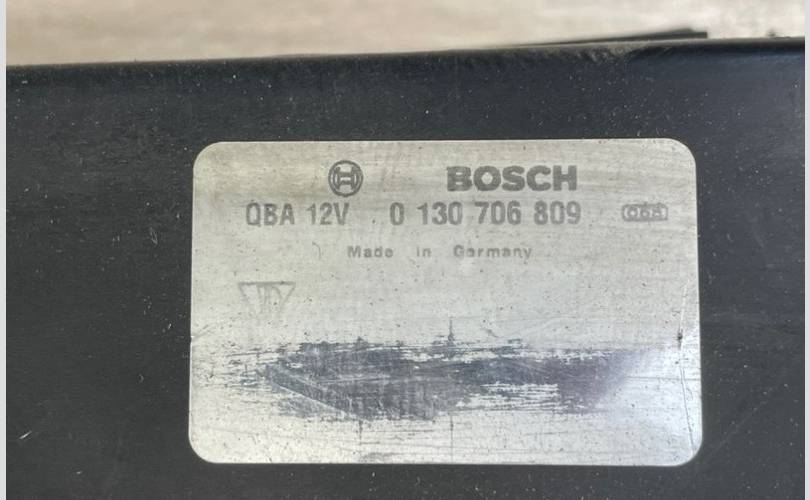 BOSCH
QBA 12V 0 130 706 809
Made in Germany